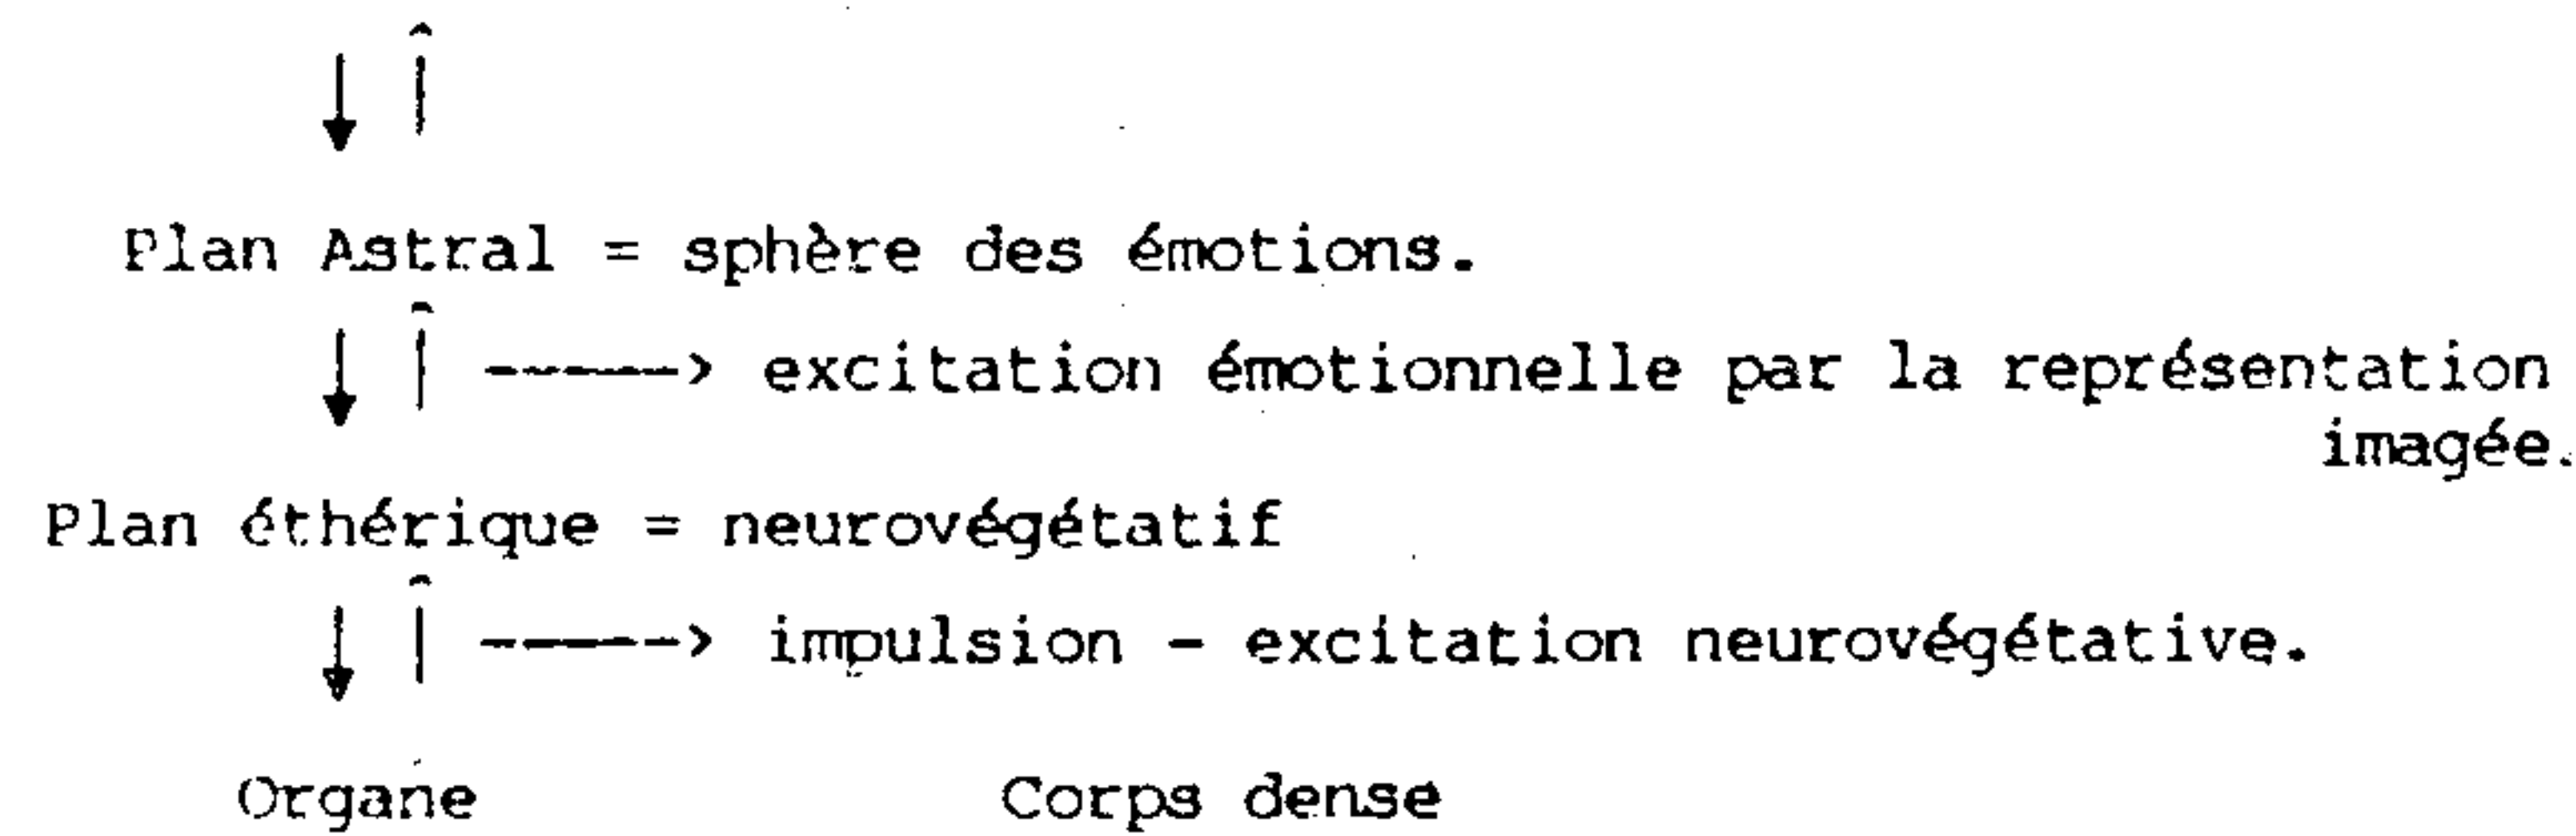 Plan Astral = sphère des émotions.
-----> excitation émotionnelle par la représentation
imagée.
Plan éthérique = neurovégétatif
-----> impulsion - excitation neurovégétative.
Organe Corps dense